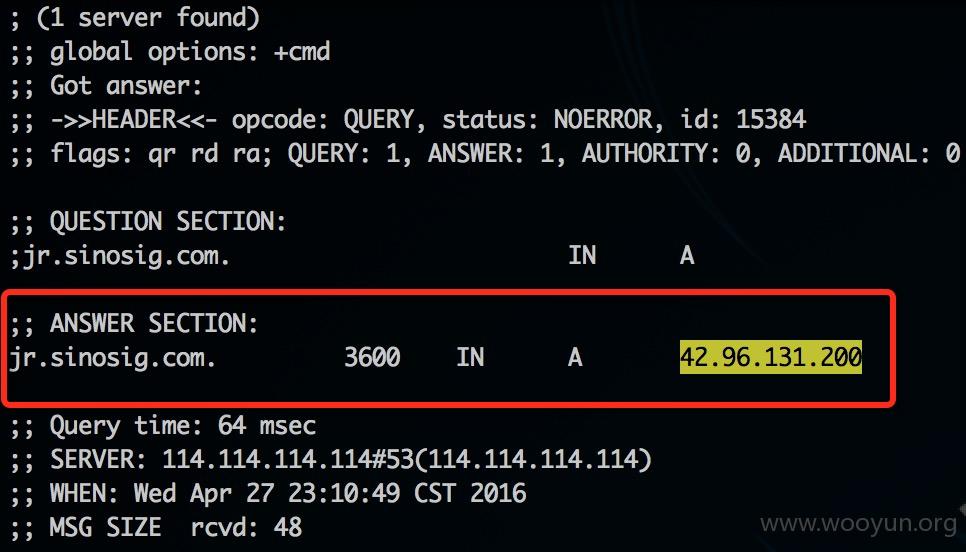 ; (1 server found)
;; global options: +cmd
;; Got answer:
;; ->>HEADER<<- opcode: QUERY, status: NOERROR, id: 15384
;; flags: qr rd ra; QUERY: 1, ANSWER: 1, AUTHORITY: 0, ADDITIONAL: 0
;; QUESTION SECTION:
;jr.sinosig.com. IN A
;; ANSWER SECTION:
jr.sinosig.com. 3600 IN A 42.96.131.200
;; Query time: 64 msec
;; SERVER: 114.114.114.114#53(114.114.114.114)
;; WHEN: Wed Apr 27 23:10:49 CST 2016
;; MSG SIZE rcvd: 48
www.wooyun.org